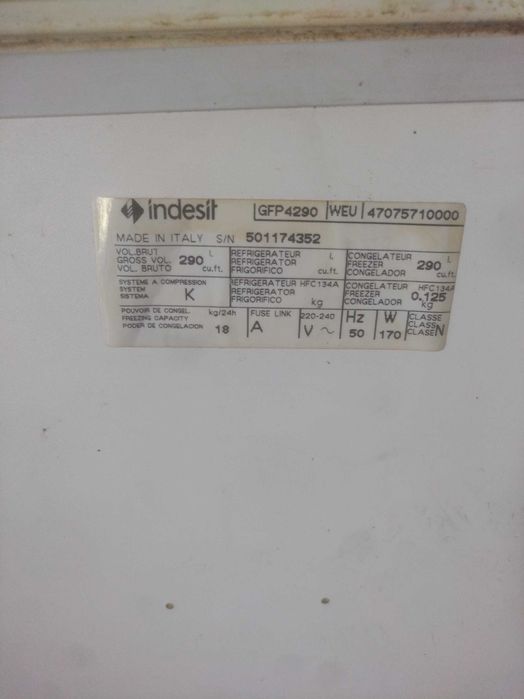 indesit GFP4290 WEU 47075710000
MADE IN ITALY S/N 501174352
VOL.BRUT
GROSS VOL. 290 L
VOL. BRUTO cu.ft.
REFRIGERATEUR L
REFRIGERATOR
FRIGORIFICO cu.ft.
CONGELATEUR L
FREEZER 290
CONGELADOR cu.ft.
SYSTEME A COMPRESSION
SYSTEM K
SISTEMA
REFRIGERATEUR HFC134A
REFRIGERATOR
FRIGORIFICO kg
CONGELATEUR HFC134A
FREEZER 0.125
CONGELADOR kg
POUVOIR DE CONGEL. kg/24h
FREEZING CAPACITY
PODER DE CONGELACION 18
FUSE LINK
A
220-240
V ~
Hz
50
W
170
CLASSE
CLASS N
CLASE